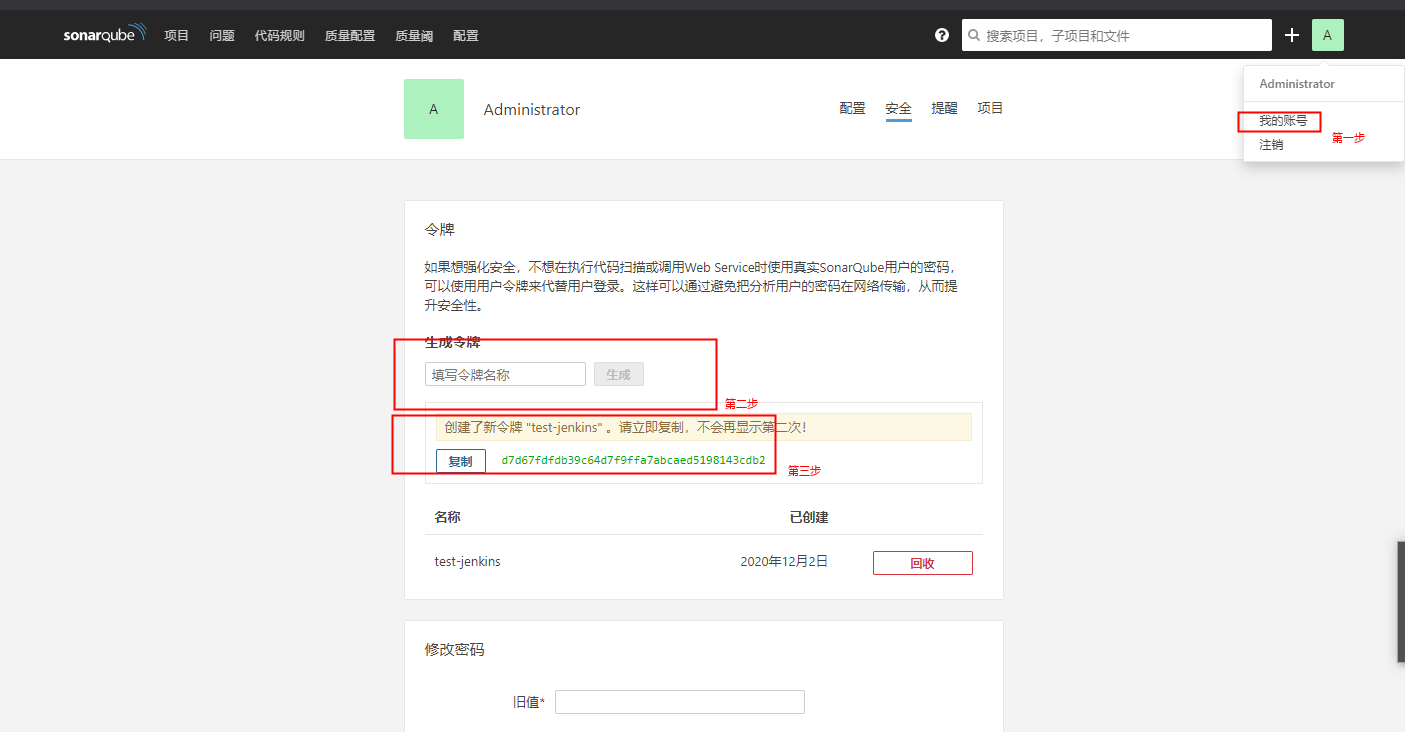 sonarqube 项目 问题 代码规则 质量配置 质量阈 配置 ? 搜索项目，子项目和文件 + A
A Administrator 配置 安全 提醒 项目
Administrator
我的账号
第一步
注销
令牌
如果想强化安全，不想在执行代码扫描或调用Web Service时使用真实SonarQube用户的密码，
可以使用用户令牌来代替用户登录。这样可以通过避免把分析用户的密码在网络传输，从而提
升安全性。
生成令牌
填写令牌名称 生成
第二步
创建了新令牌 "test-jenkins" 。请立即复制，不会再显示第二次！
复制 d7d67fdfdb39c64d7f9ffa7abcaed5198143cdb2
第三步
名称 已创建
test-jenkins 2020年12月2日 回收
修改密码
旧值*